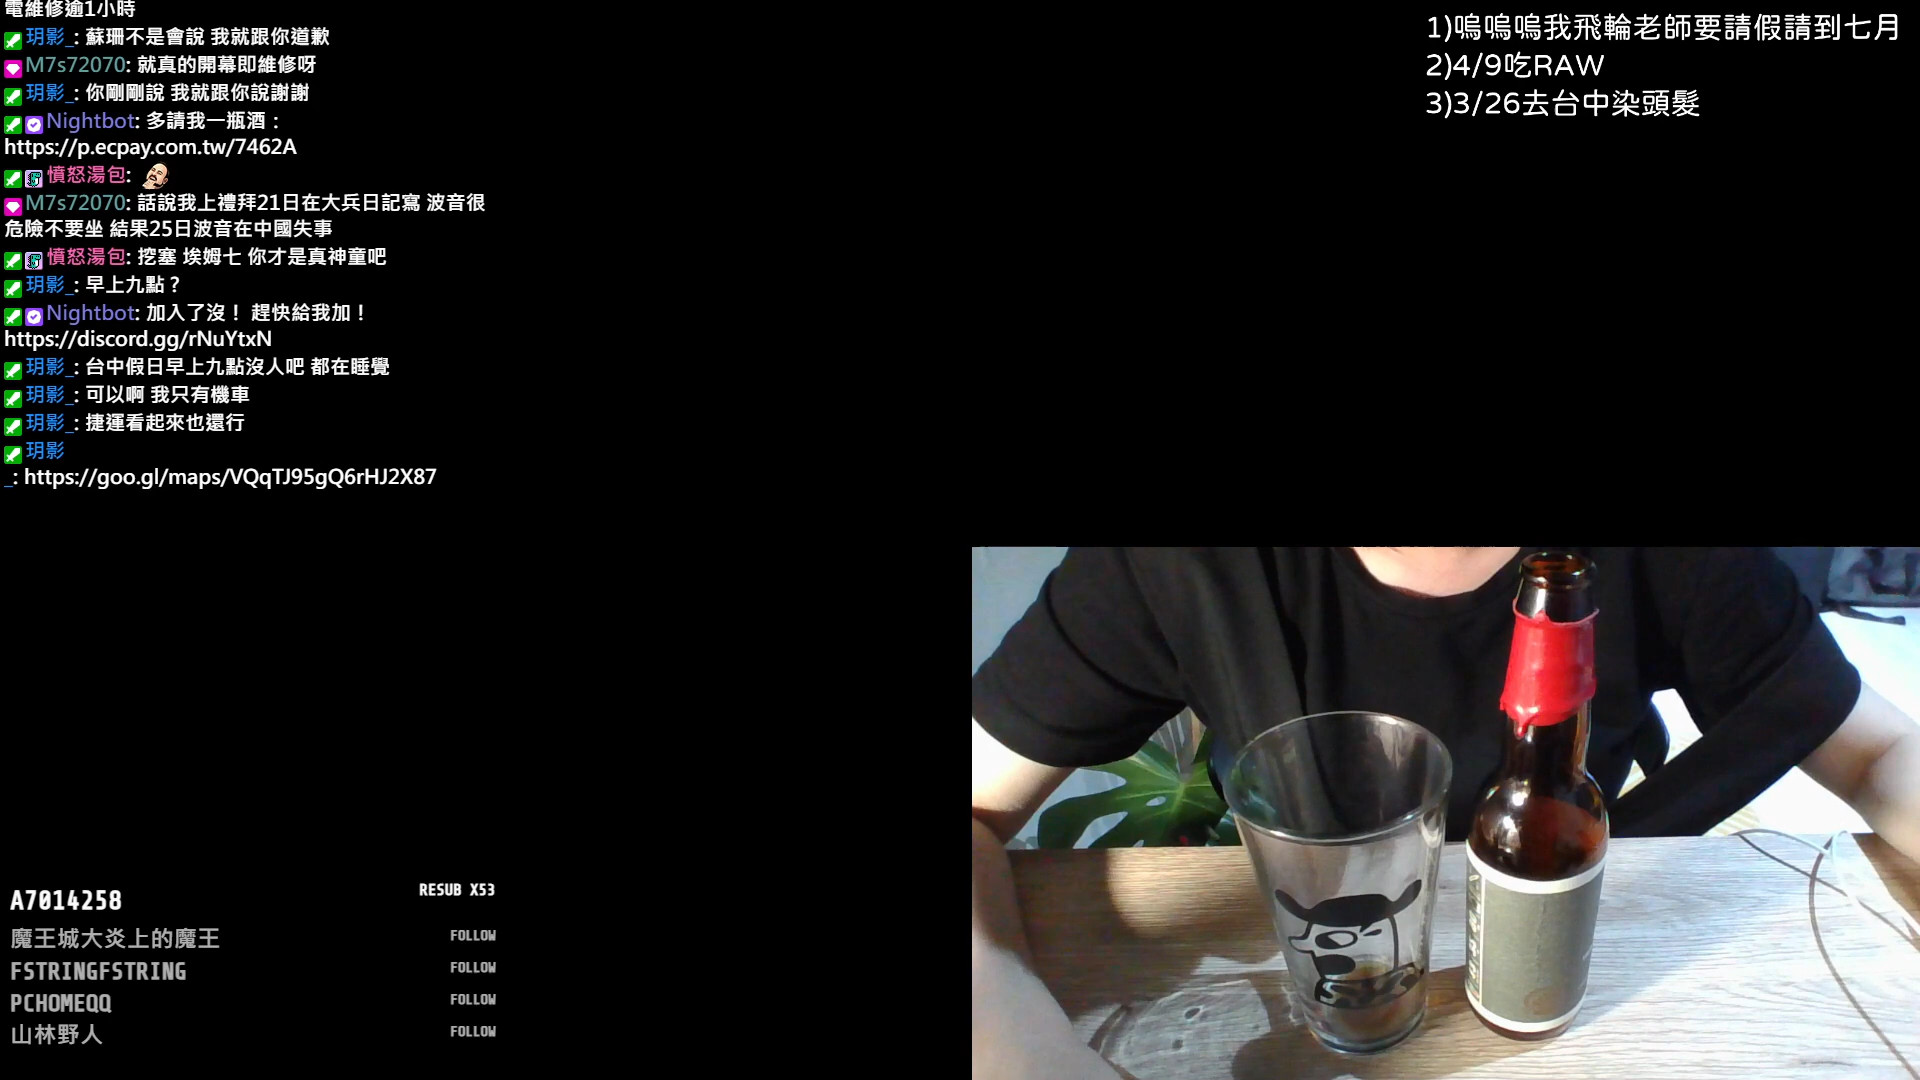 電維修逾1小時
玥影_: 蘇珊不是會說 我就跟你道歉
M7s72070: 就真的開幕即維修呀
玥影_: 你剛剛說 我就跟你說謝謝
Nightbot: 多請我一瓶酒：
https://p.ecpay.com.tw/7462A
憤怒湯包:
M7s72070: 話說我上禮拜21日在大兵日記寫 波音很
危險不要坐 結果25日波音在中國失事
憤怒湯包: 挖塞 埃姆七 你才是真神童吧
玥影_: 早上九點？
Nightbot: 加入了沒！ 趕快給我加！
https://discord.gg/rNuYtxN
玥影_: 台中假日早上九點沒人吧 都在睡覺
玥影_: 可以啊 我只有機車
玥影_: 捷運看起來也還行
玥影
_: https://goo.gl/maps/VQqTJ95gQ6rHJ2X87
1)嗚嗚嗚我飛輪老師要請假請到七月
2)4/9吃RAW
3)3/26去台中染頭髮
A7014258 RESUB X53
魔王城大炎上的魔王 FOLLOW
FSTRINGFSTRING FOLLOW
PCHOMEQQ FOLLOW
山林野人 FOLLOW